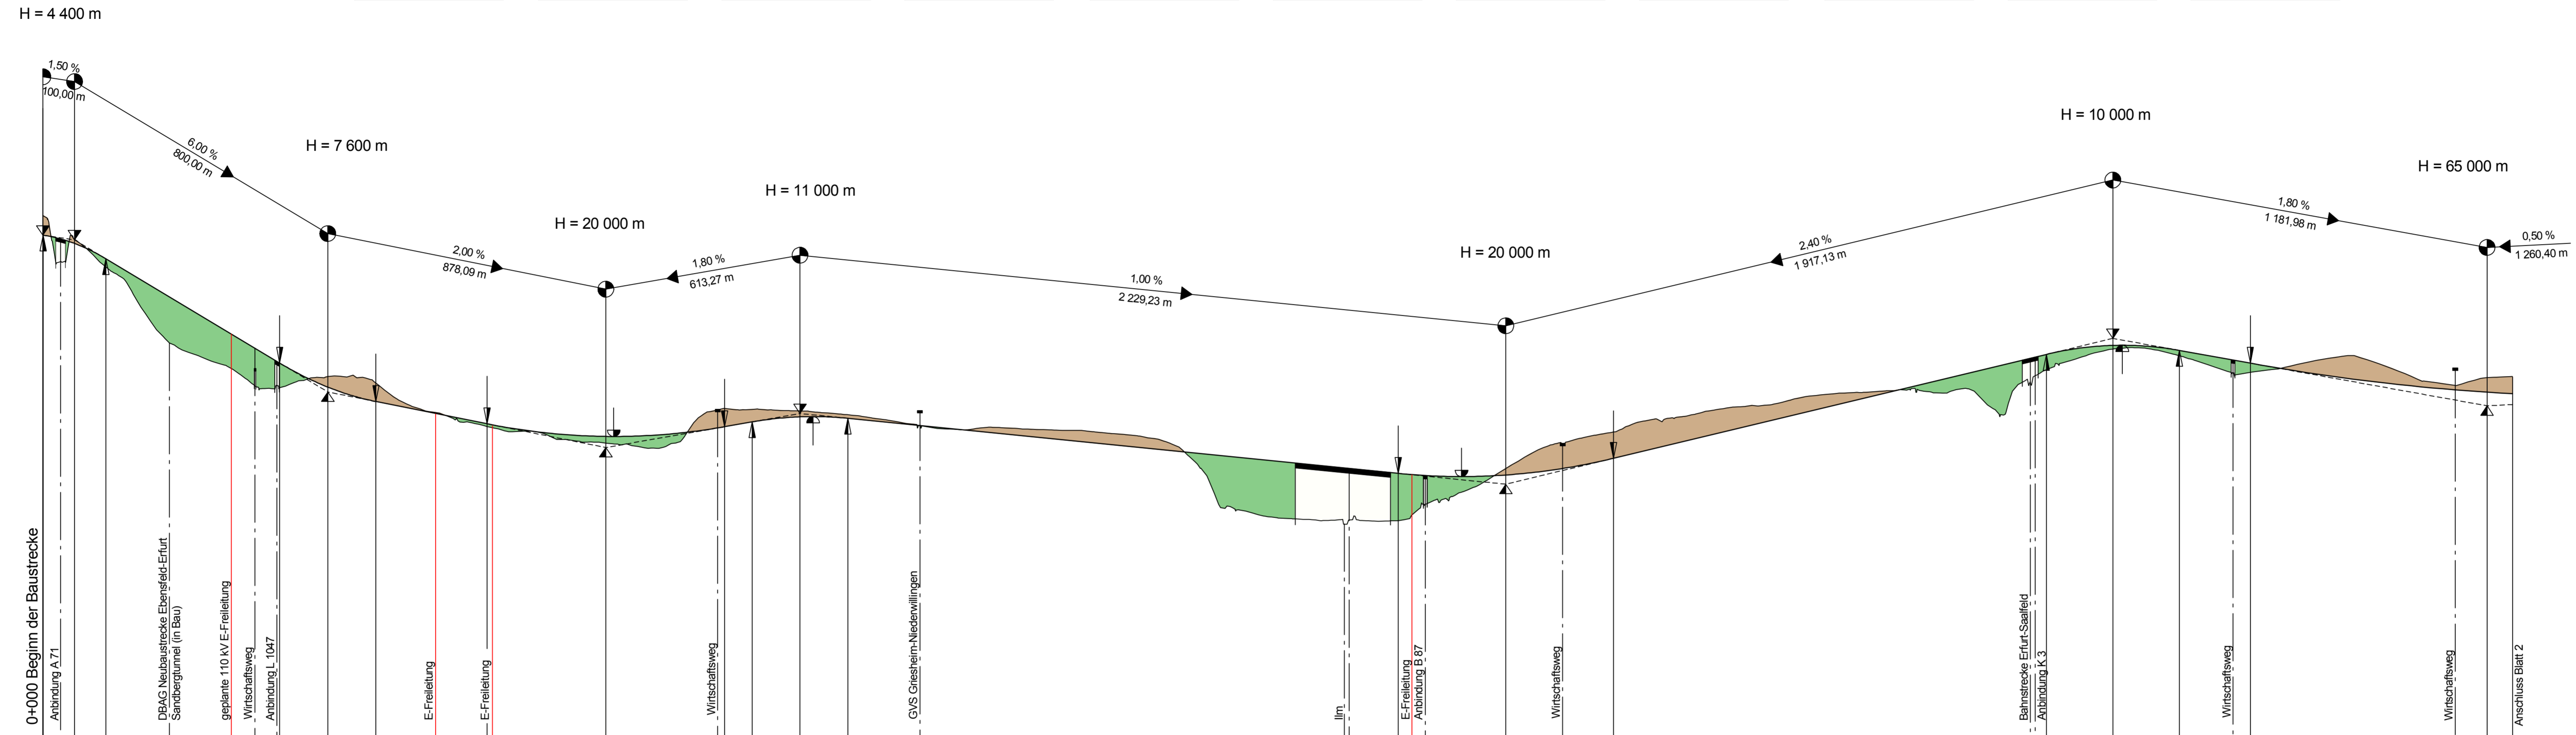 H = 4 400 m
1,50 %
100,00 m
6,00 %
800,00 m
H = 7 600 m
2,00 %
878,09 m
H = 20 000 m
1,80 %
613,27 m
H = 11 000 m
1,00 %
2 229,23 m
H = 20 000 m
2,40 %
1 917,13 m
H = 10 000 m
1,80 %
1 181,98 m
H = 65 000 m
0,50 %
1 260,40 m
0+000 Beginn der Baustrecke
Anbindung A 71
DBAG Neubaustrecke Ebensfeld-Erfurt
Sandbergtunnel (in Bau)
geplante 110 kV E-Freileitung
Wirtschaftsweg
Anbindung L 1047
E-Freileitung
E-Freileitung
Wirtschaftsweg
GVS Griesheim-Niederwillingen
Ilm
E-Freileitung
Anbindung B 87
Wirtschaftsweg
Bahnstrecke Erfurt-Saalfeld
Anbindung K 3
Wirtschaftsweg
Wirtschaftsweg
Anschluss Blatt 2